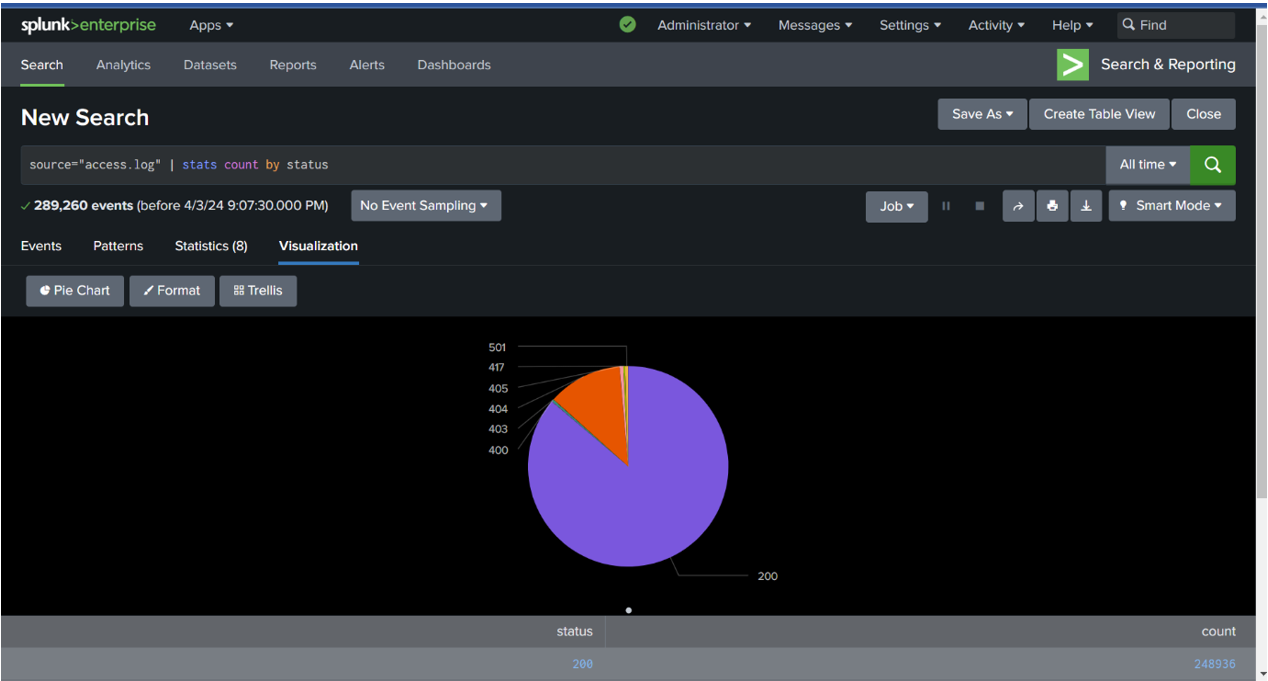 splunk>enterprise Apps Administrator Messages Settings Activity Help Find
Search Analytics Datasets Reports Alerts Dashboards Search & Reporting
New Search Save As Create Table View Close
source="access.log" | stats count by status All time
289,260 events (before 4/3/24 9:07:30.000 PM) No Event Sampling Job Smart Mode
Events Patterns Statistics (8) Visualization
Pie Chart Format Trellis
501
417
405
404
403
400
200
status count
200 248936